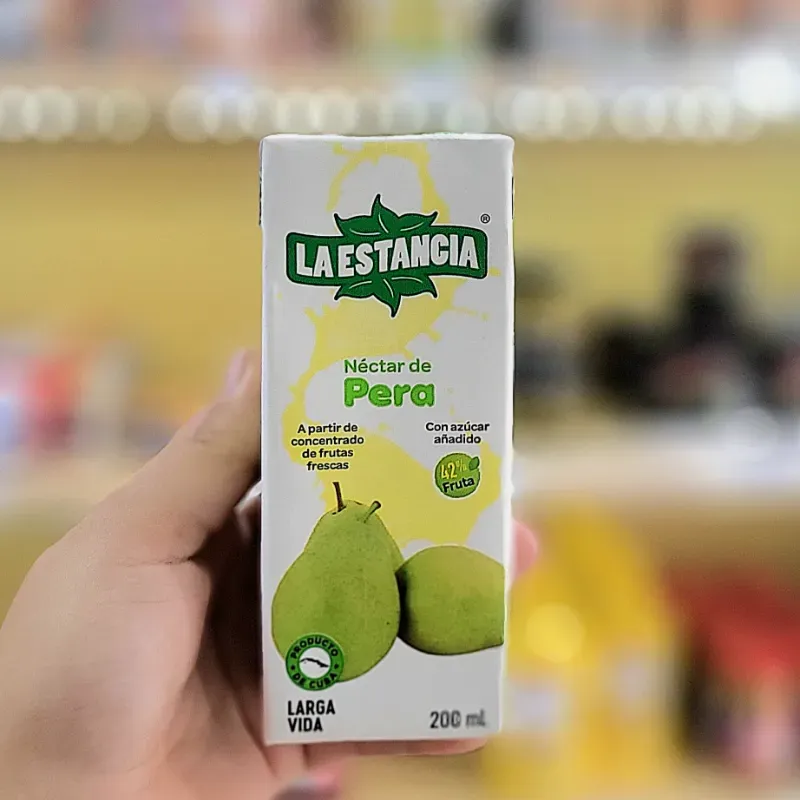 LA ESTANCIA
®
Néctar de
Pera
A partir de
concentrado
de frutas
frescas
Con azúcar
añadido
42%
Fruta
PRODUCTO
DE CUBA
LARGA
VIDA
200 mL